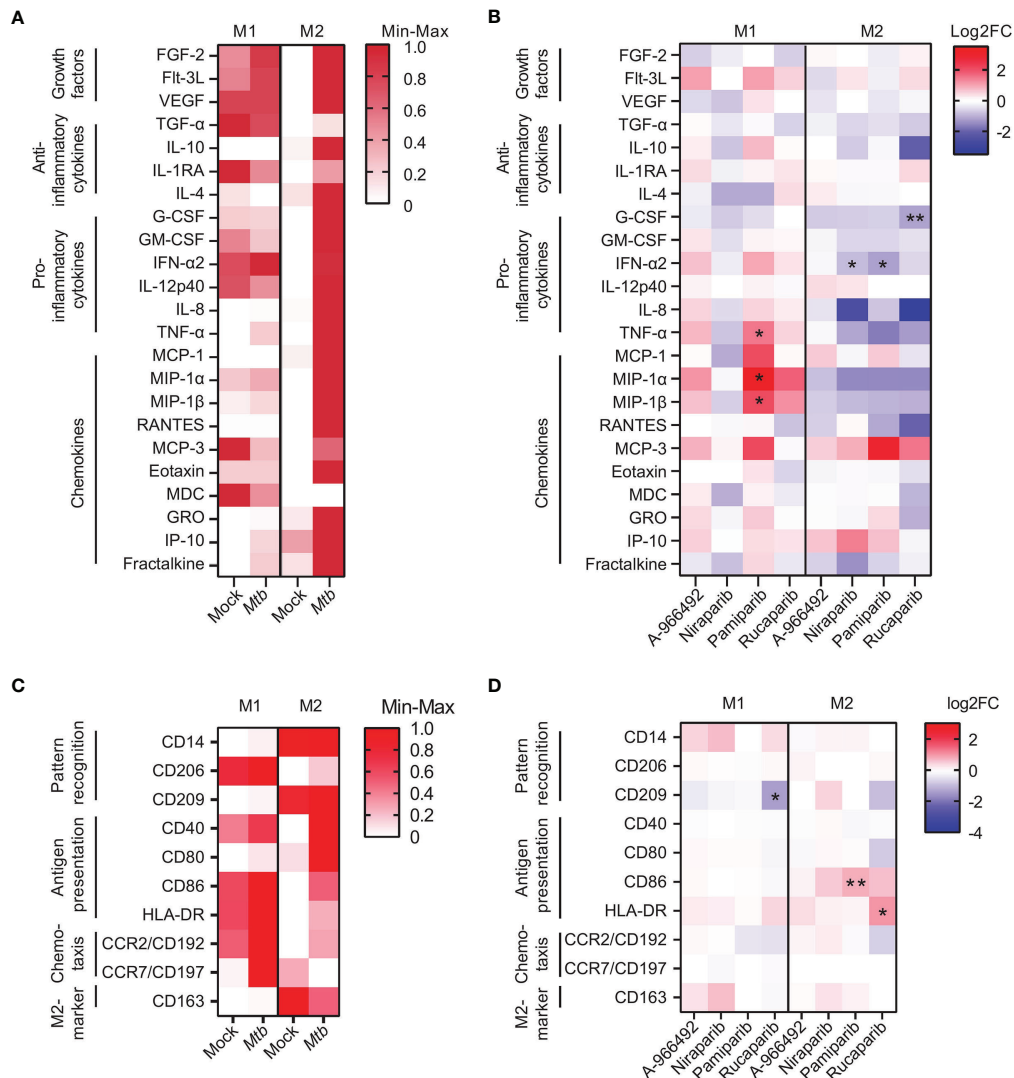 A
M1 M2
Min-Max
1.0
0.8
0.6
0.4
0.2
0
Growth
factors
Anti-
inflammatory
cytokines
Pro-
inflammatory
cytokines
Chemokines
FGF-2
Flt-3L
VEGF
TGF-α
IL-10
IL-1RA
IL-4
G-CSF
GM-CSF
IFN-α2
IL-12p40
IL-8
TNF-α
MCP-1
MIP-1α
MIP-1β
RANTES
MCP-3
Eotaxin
MDC
GRO
IP-10
Fractalkine
Mock Mtb Mock Mtb
B
M1 M2
Log2FC
2
0
-2
FGF-2
Flt-3L
VEGF
TGF-α
IL-10
IL-1RA
IL-4
G-CSF
**
GM-CSF
IFN-α2
* *
IL-12p40
IL-8
TNF-α
*
MCP-1
MIP-1α
*
MIP-1β
*
RANTES
MCP-3
Eotaxin
MDC
GRO
IP-10
Fractalkine
A-966492 Niraparib Pamiparib Rucaparib A-966492 Niraparib Pamiparib Rucaparib
C
M1 M2
Min-Max
1.0
0.8
0.6
0.4
0.2
0
Pattern
recognition
Antigen
presentation
Chemo-
taxis
M2-
marker
CD14
CD206
CD209
CD40
CD80
CD86
HLA-DR
CCR2/CD192
CCR7/CD197
CD163
Mock Mtb Mock Mtb
D
M1 M2
log2FC
2
0
-2
-4
Pattern
recognition
Antigen
presentation
Chemo-
taxis
M2-
marker
CD14
CD206
CD209
*
CD40
CD80
CD86
**
HLA-DR
*
CCR2/CD192
CCR7/CD197
CD163
A-966492 Niraparib Pamiparib Rucaparib A-966492 Niraparib Pamiparib Rucaparib